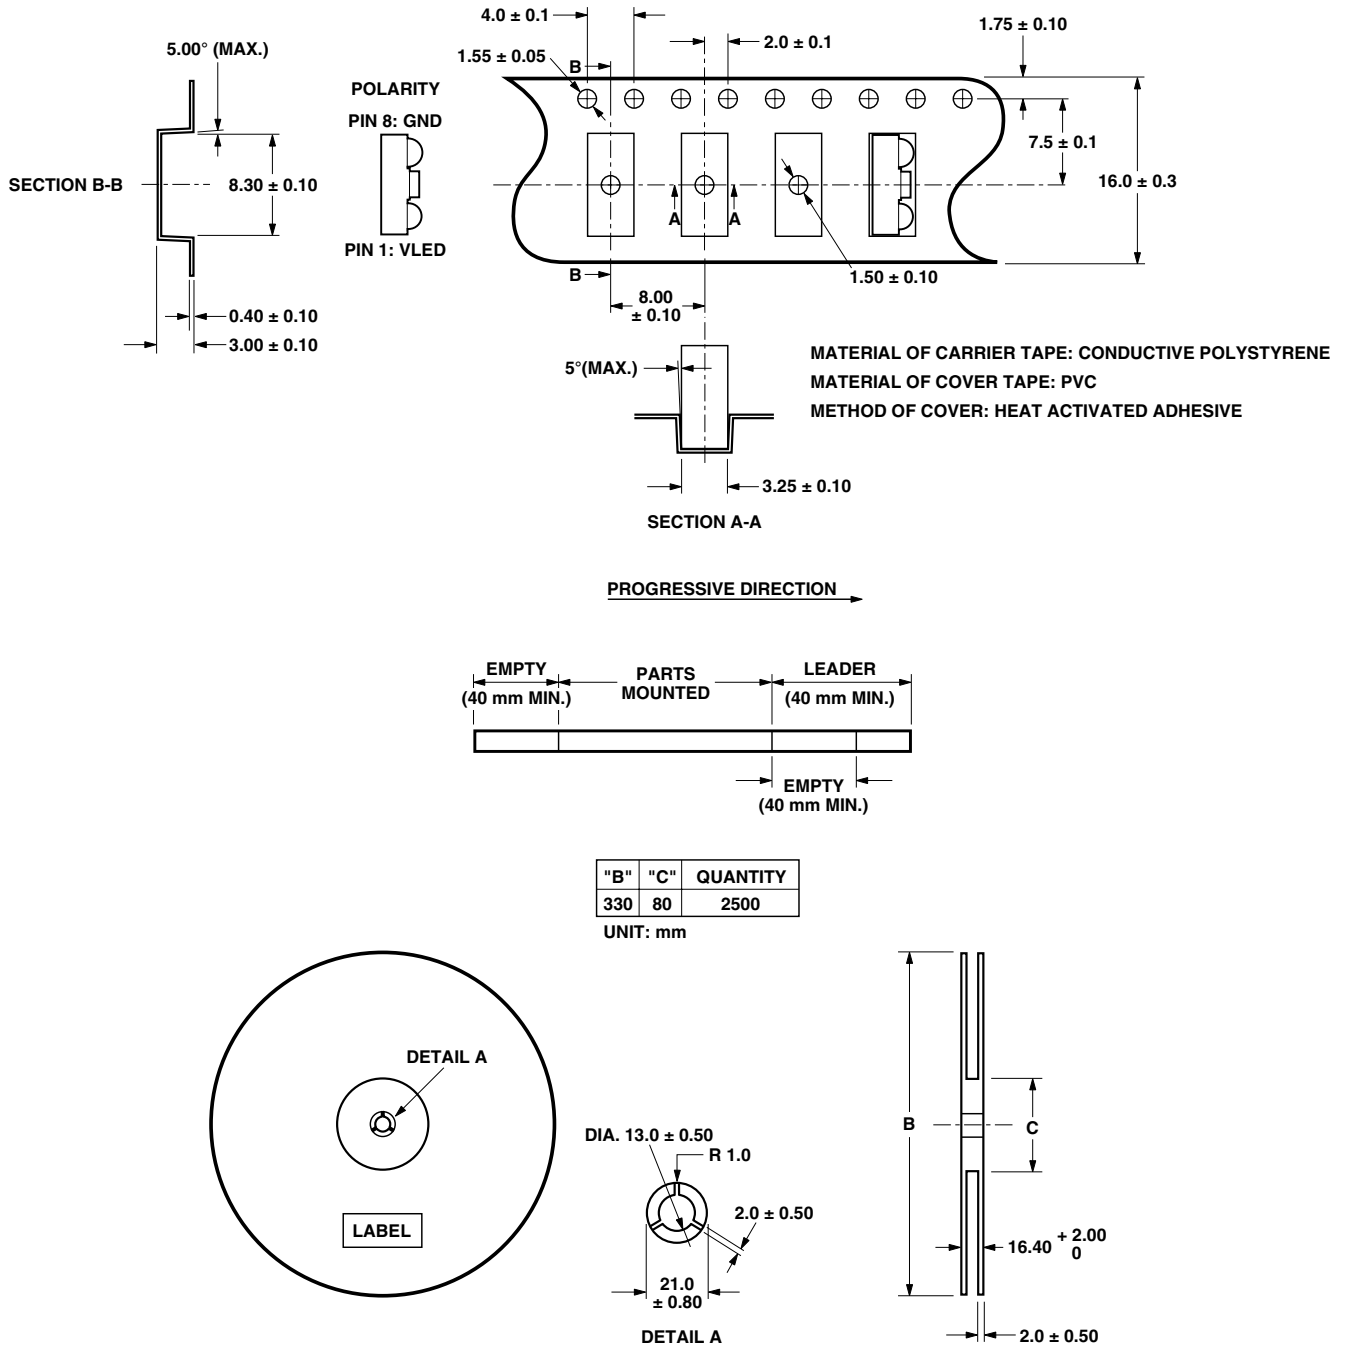 4.0 ± 0.1
1.75 ± 0.10
2.0 ± 0.1
5.00° (MAX.)
1.55 ± 0.05
B
POLARITY
PIN 8: GND
7.5 ± 0.1
SECTION B-B
8.30 ± 0.10
16.0 ± 0.3
A
A
PIN 1: VLED
B
1.50 ± 0.10
8.00
± 0.10
0.40 ± 0.10
3.00 ± 0.10
MATERIAL OF CARRIER TAPE: CONDUCTIVE POLYSTYRENE
5°(MAX.)
MATERIAL OF COVER TAPE: PVC
METHOD OF COVER: HEAT ACTIVATED ADHESIVE
3.25 ± 0.10
SECTION A-A
PROGRESSIVE DIRECTION
EMPTY
(40 mm MIN.)
PARTS
MOUNTED
LEADER
(40 mm MIN.)
EMPTY
(40 mm MIN.)
"B" "C" QUANTITY
330 80 2500
UNIT: mm
DETAIL A
LABEL
DIA. 13.0 ± 0.50
R 1.0
2.0 ± 0.50
21.0
± 0.80
DETAIL A
B
C
16.40 + 2.00
0
2.0 ± 0.50